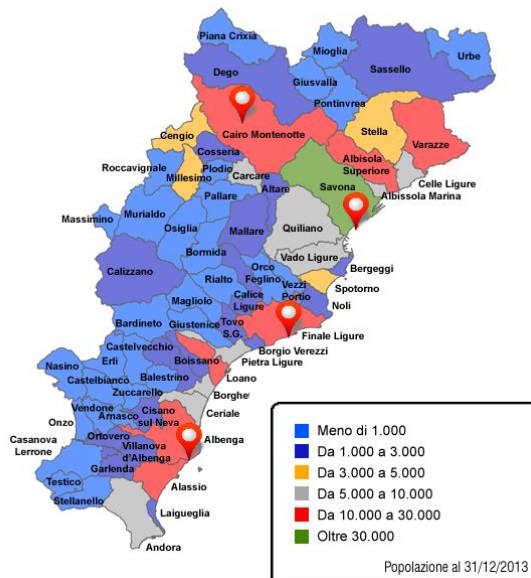 Piana Crixia
Mioglia
Urbe
Dego
Giusvalla
Sassello
Pontinvrea
Cengio
Cairo Montenotte
Stella
Varazze
Cosseria
Albisola
Superiore
Roccavignale
Plodio
Millesimo
Carcare
Savona
Celle Ligure
Pallare
Altare
Albissola Marina
Massimino
Murialdo
Osiglia
Mallare
Quiliano
Bormida
Vado Ligure
Calizzano
Orco
Feglino
Bergeggi
Rialto
Vezzi
Portio
Spotorno
Magliolo
Calice
Ligure
Noli
Bardineto
Giustenice
Tovo
S.G.
Finale Ligure
Castelvecchio
Borgio Verezzi
Nasino
Erli
Boissano
Pietra Ligure
Castelbianco
Balestrino
Loano
Zuccarello
Borghe
Vendone
Onzo
Arnasco
Cisano
sul Neva
Ceriale
Casanova
Lerrone
Ortovero
Villanova
d'Albenga
Albenga
Garlenda
Testico
Alassio
Stellanello
Laigueglia
Andora
Meno di 1.000
Da 1.000 a 3.000
Da 3.000 a 5.000
Da 5.000 a 10.000
Da 10.000 a 30.000
Oltre 30.000
Popolazione al 31/12/2013